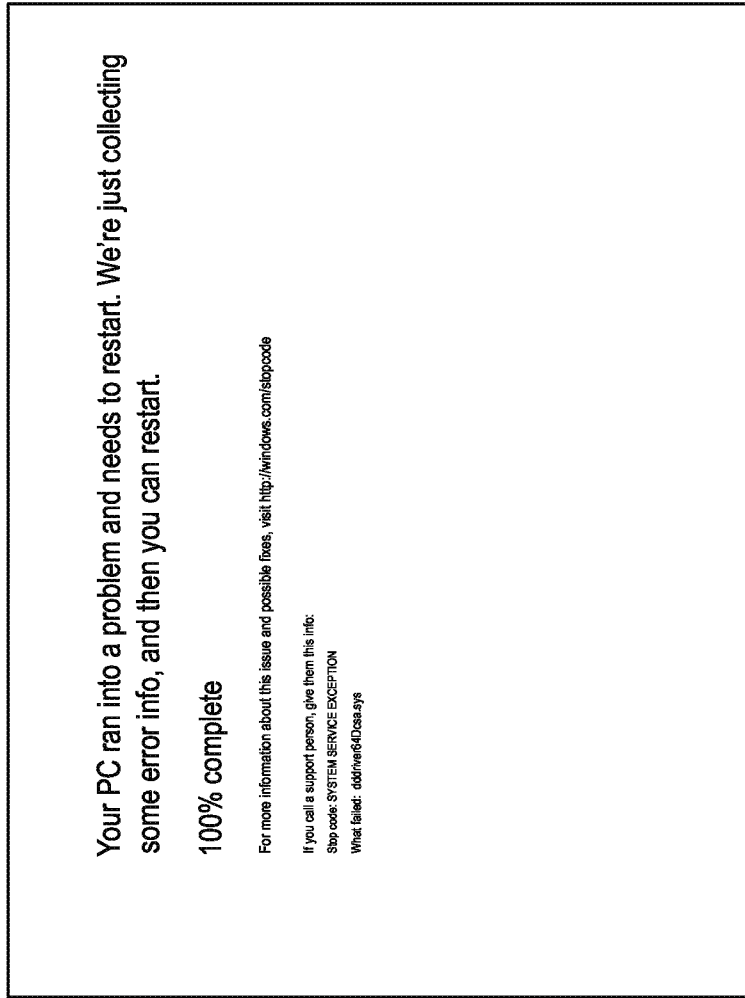 Your PC ran into a problem and needs to restart. We're just collecting
some error info, and then you can restart.
100% complete
For more information about this issue and possible fixes, visit http://windows.com/stopcode
If you call a support person, give them this info:
Stop code: SYSTEM SERVICE EXCEPTION
What failed: dddriver64Dcsa.sys